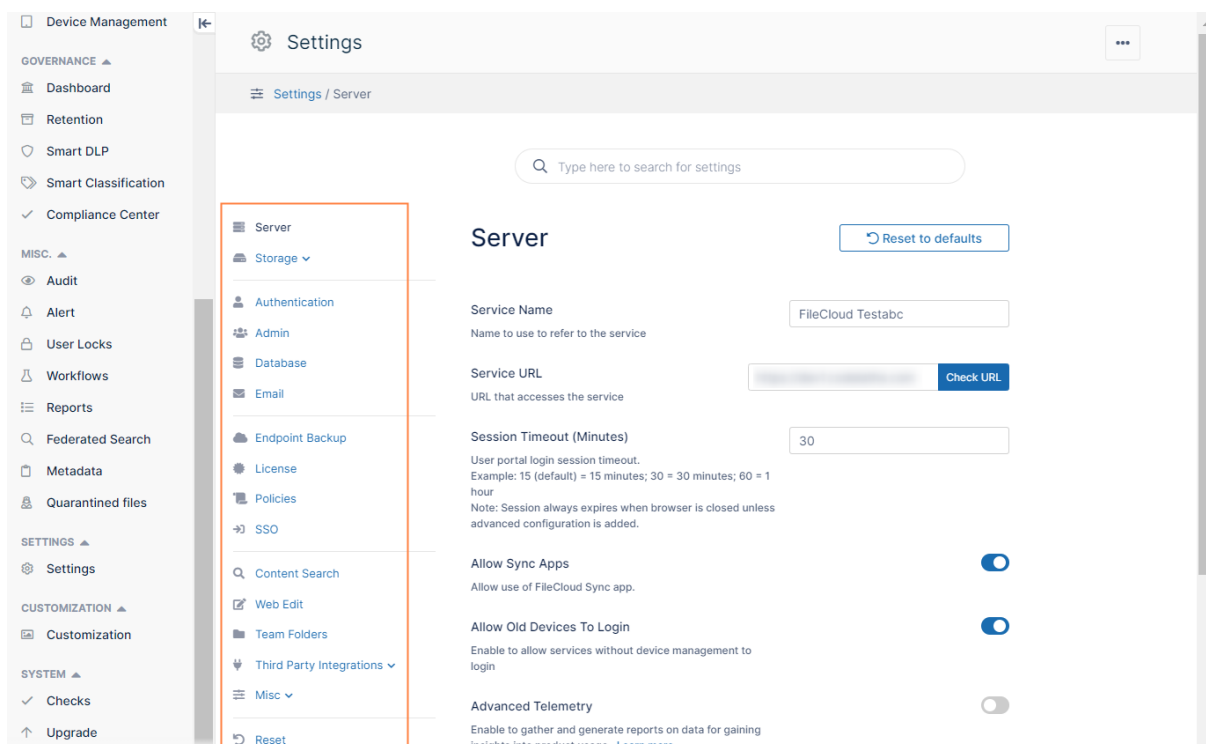 Device Management
GOVERNANCE
Dashboard
Retention
Smart DLP
Smart Classification
Compliance Center
MISC.
Audit
Alert
User Locks
Workflows
Reports
Federated Search
Metadata
Quarantined files
SETTINGS
Settings
CUSTOMIZATION
Customization
SYSTEM
Checks
Upgrade
Settings
Settings / Server
Type here to search for settings
Server
Storage
Authentication
Admin
Database
Email
Endpoint Backup
License
Policies
SSO
Content Search
Web Edit
Team Folders
Third Party Integrations
Misc
Reset
Server
Reset to defaults
Service Name
FileCloud Testabc
Name to use to refer to the service
Service URL
Check URL
URL that accesses the service
Session Timeout (Minutes)
30
User portal login session timeout.
Example: 15 (default) = 15 minutes; 30 = 30 minutes; 60 = 1
hour
Note: Session always expires when browser is closed unless
advanced configuration is added.
Allow Sync Apps
Allow use of FileCloud Sync app.
Allow Old Devices To Login
Enable to allow services without device management to
login
Advanced Telemetry
Enable to gather and generate reports on data for gaining
insights into product usage. Learn more